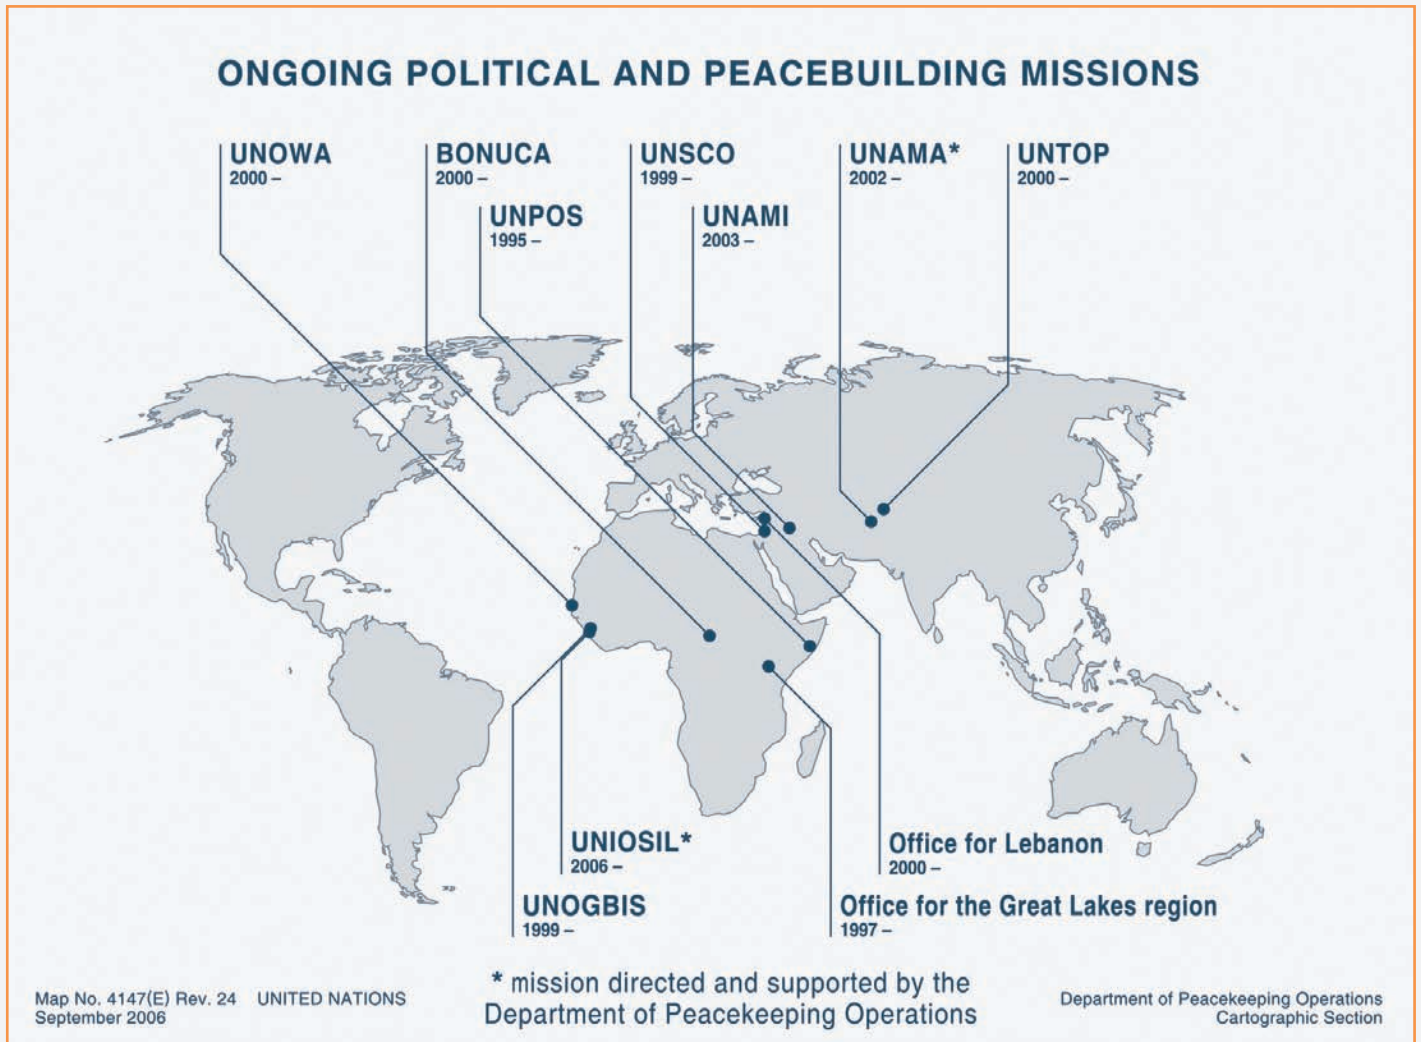 ONGOING POLITICAL AND PEACEBUILDING MISSIONS
UNOWA
2000 –
BONUCA
2000 –
UNPOS
1995 –
UNSCO
1999 –
UNAMI
2003 –
UNAMA*
2002 –
UNTOP
2000 –
UNIOSIL*
2006 –
UNOGBIS
1999 –
Office for Lebanon
2000 –
Office for the Great Lakes region
1997 –
* mission directed and supported by the
Department of Peacekeeping Operations
Map No. 4147(E) Rev. 24 UNITED NATIONS
September 2006
Department of Peacekeeping Operations
Cartographic Section